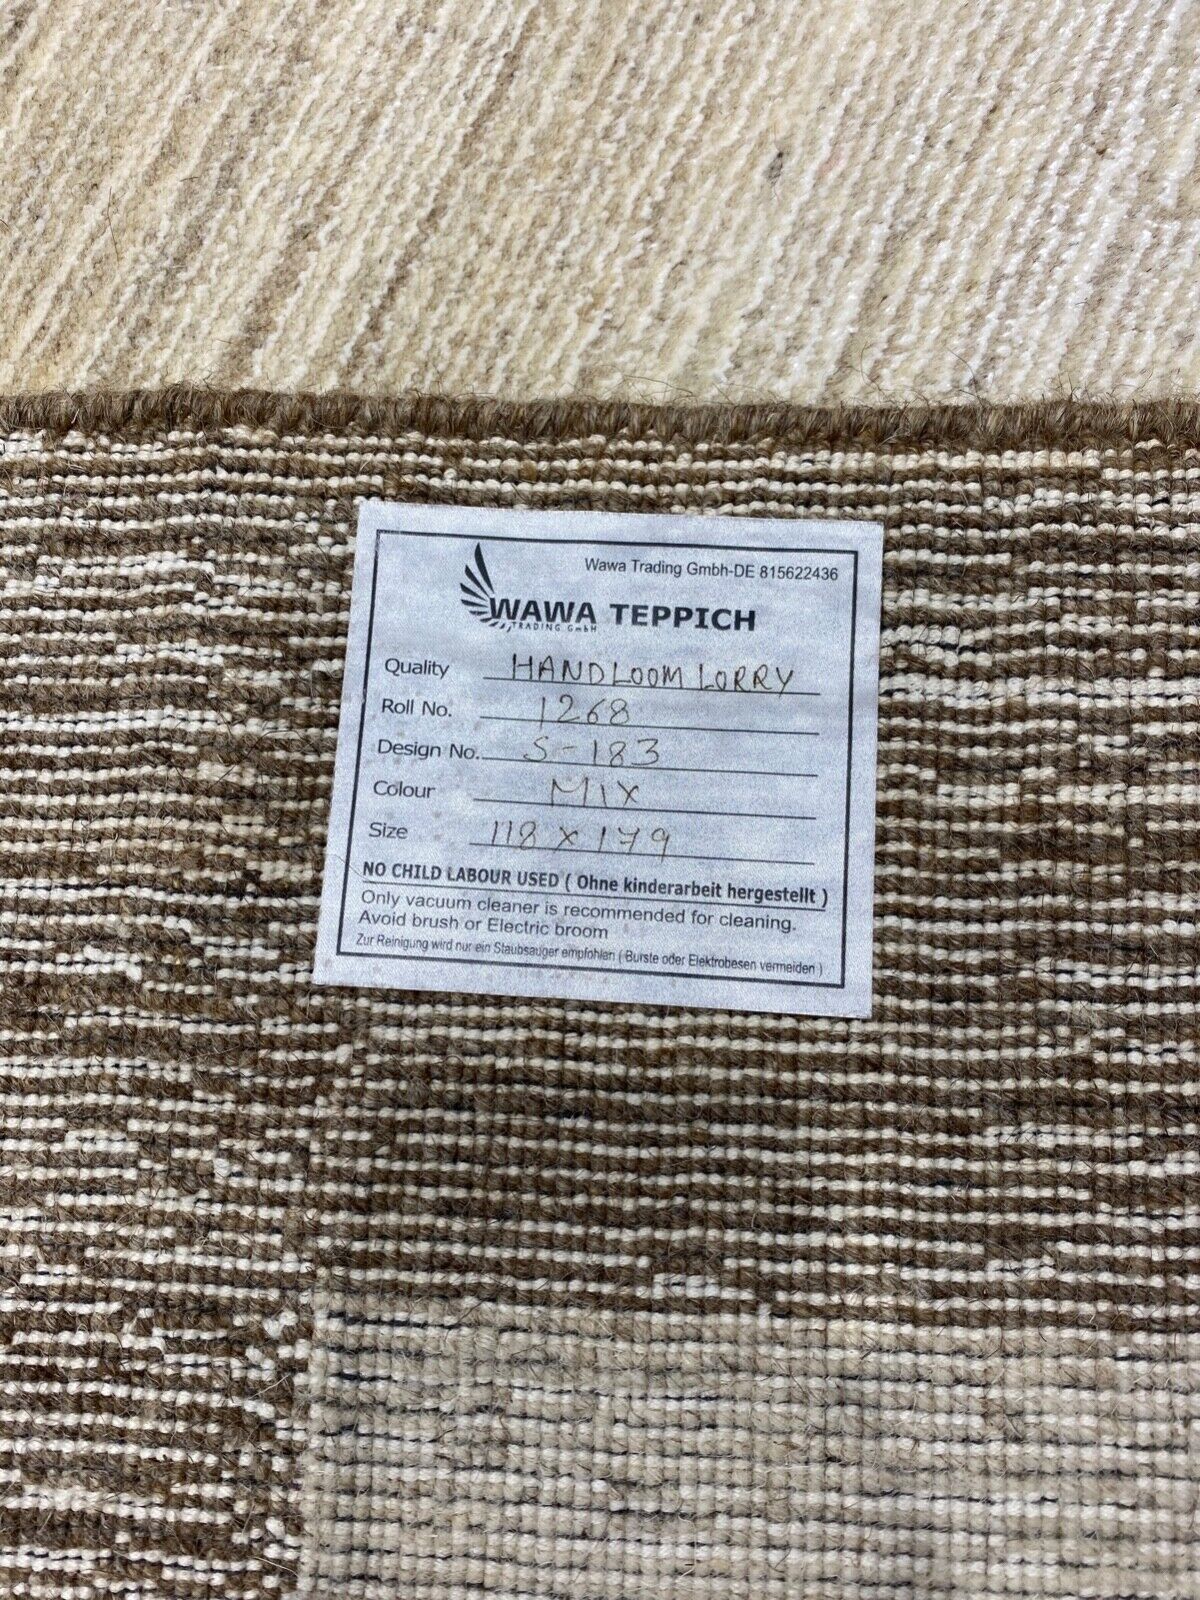 Wawa Trading Gmbh-DE 815622436
WAWA TEPPICH
TRADING GmbH
Quality HANDLOOM LORRY
Roll No. 1268
Design No. S-183
Colour MIX
Size 118 x 179
NO CHILD LABOUR USED ( Ohne kinderarbeit hergestellt )
Only vacuum cleaner is recommended for cleaning.
Avoid brush or Electric broom
Zur Reinigung wird nur ein Staubsauger empfohlen ( Burste oder Elektrobesen vermeiden )